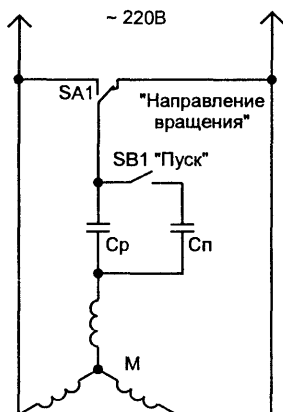 ~ 220В
SA1
"Направление
вращения"
SB1 "Пуск"
Ср
Сп
М